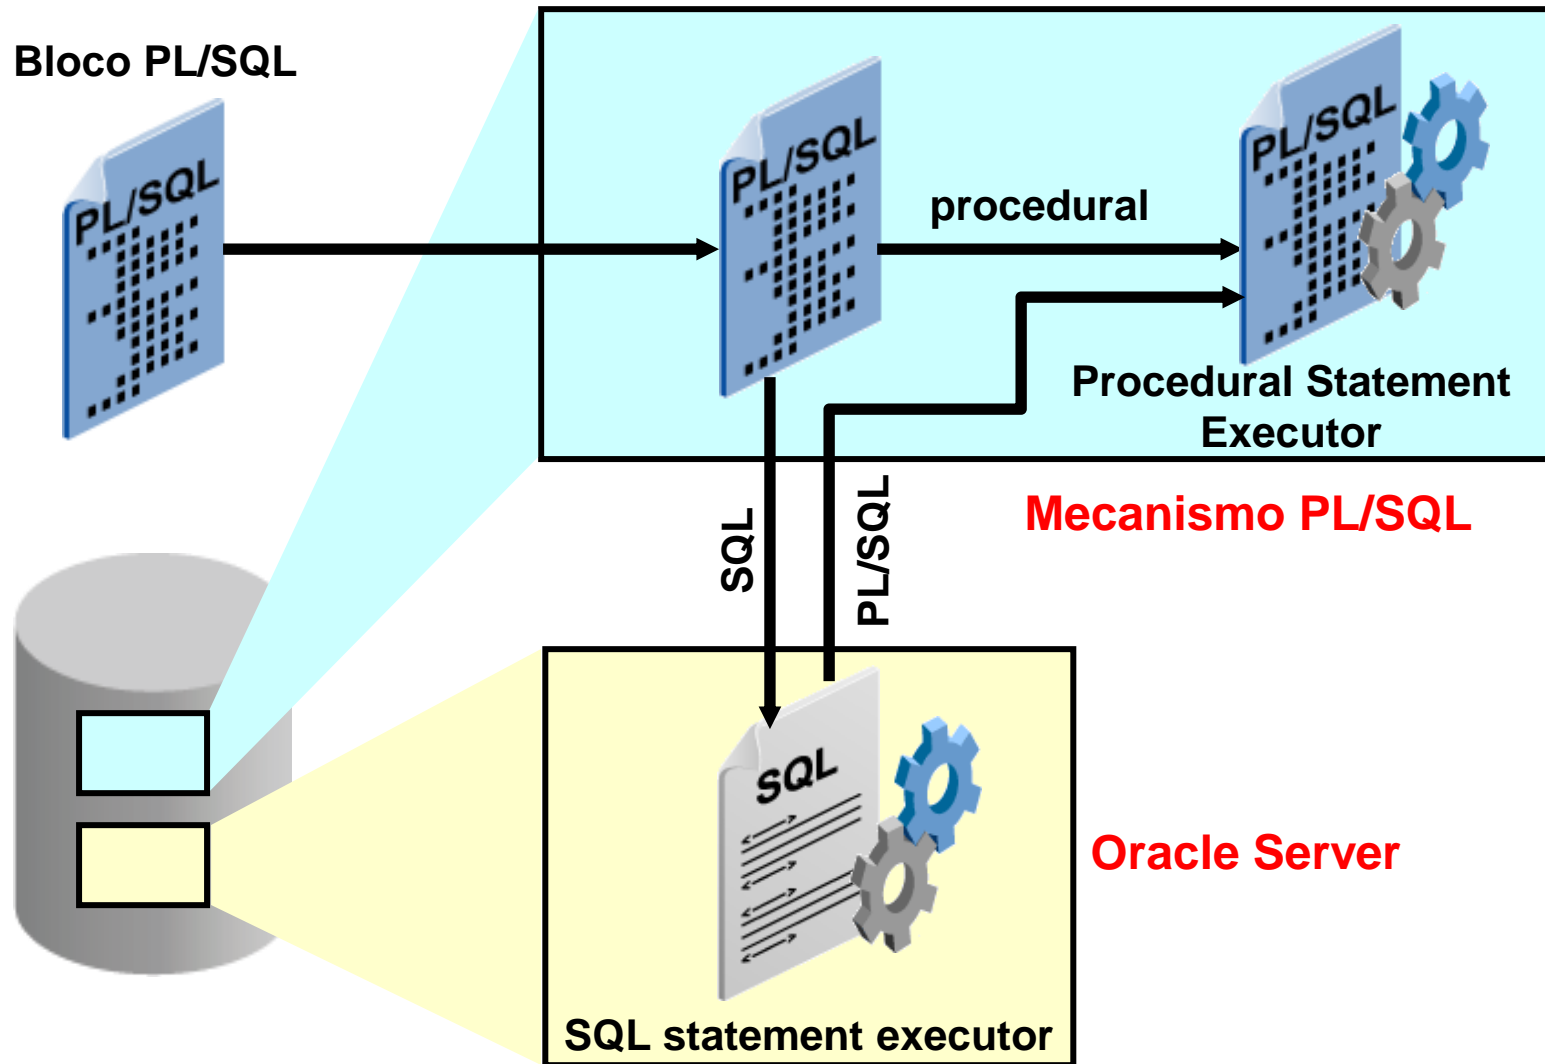 Bloco PL/SQL
PL/SQL
PL/SQL
PL/SQL
procedural
Procedural Statement
Executor
Mecanismo PL/SQL
SQL
PL/SQL
SQL
Oracle Server
SQL statement executor